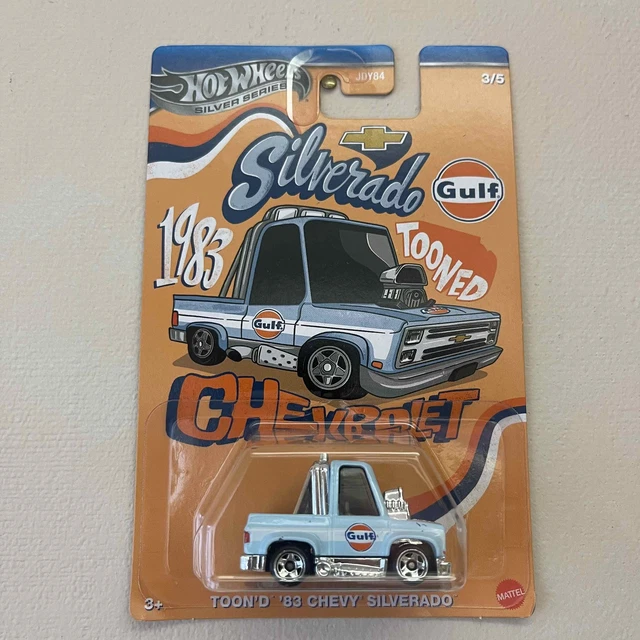 HOT WHEELS
SILVER SERIES
JDY84
3/5
Silverado
Gulf
1983
TOONED
Gulf
CHEVROLET
Gulf
3+
TOON'D '83 CHEVY SILVERADO
MATTEL